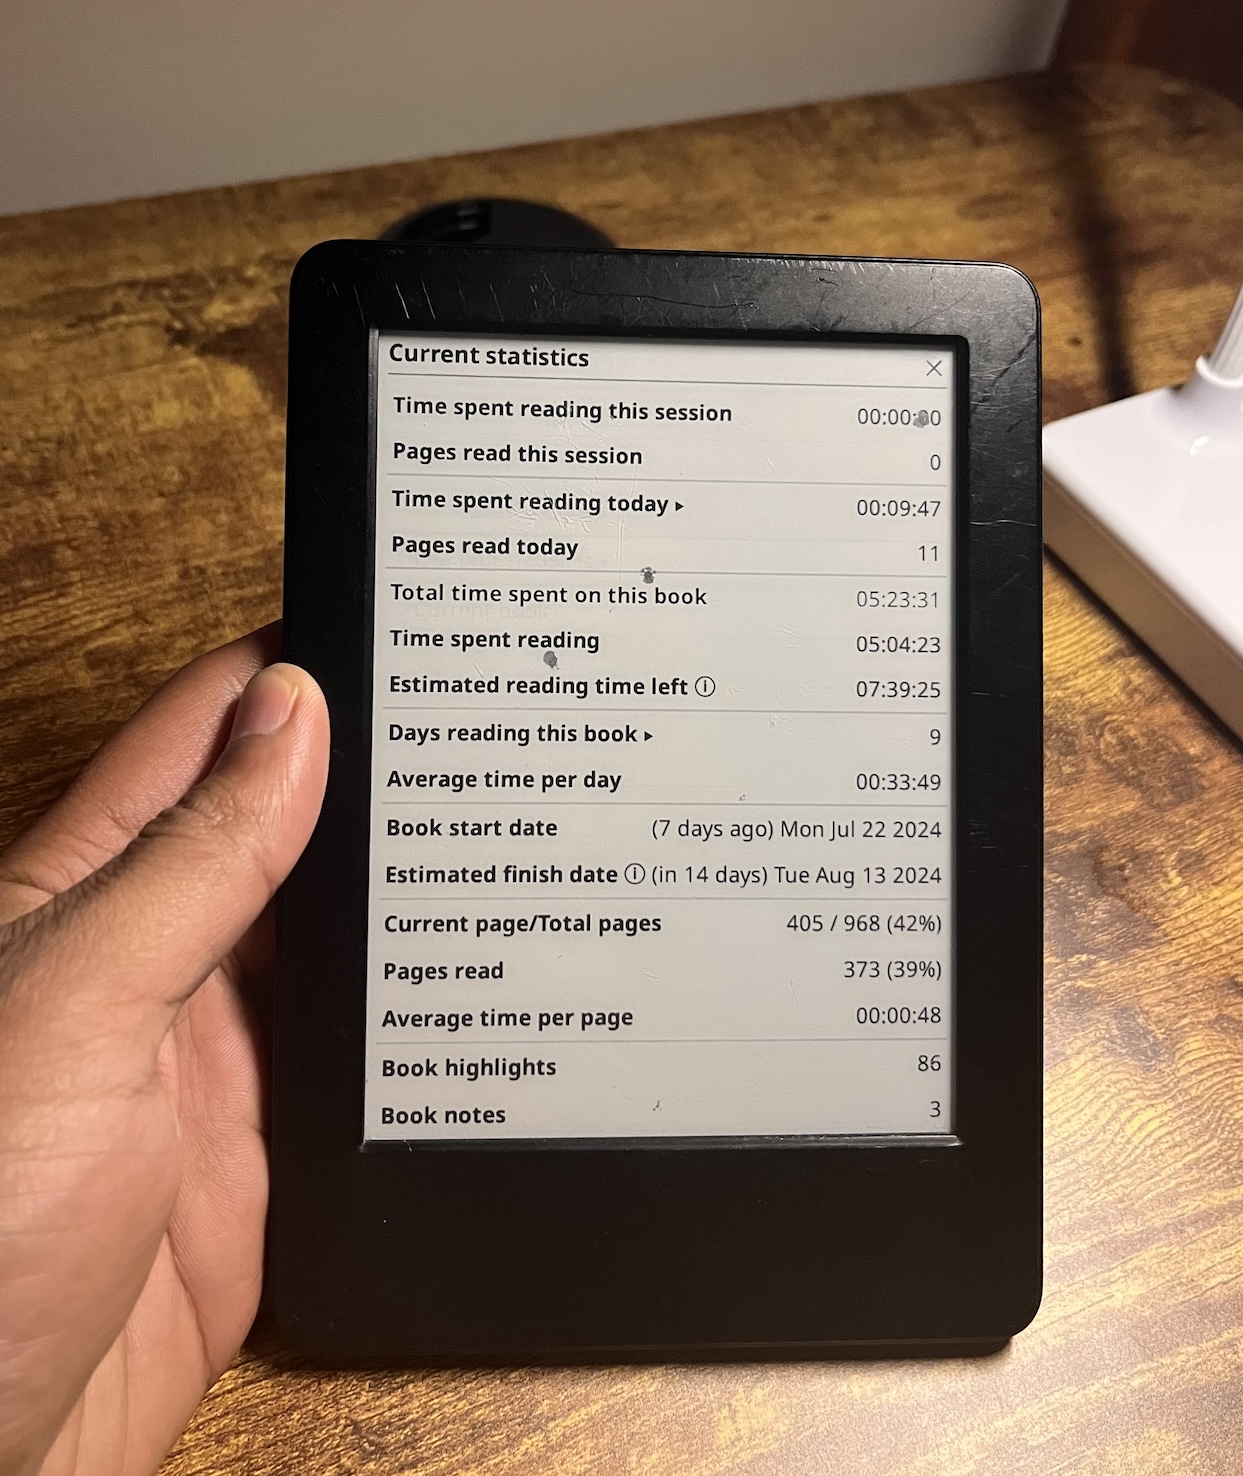 Current statistics ×
Time spent reading this session 00:00:00
Pages read this session 0
Time spent reading today ▸ 00:09:47
Pages read today 11
Total time spent on this book 05:23:31
Time spent reading 05:04:23
Estimated reading time left ⓘ 07:39:25
Days reading this book ▸ 9
Average time per day 00:33:49
Book start date (7 days ago) Mon Jul 22 2024
Estimated finish date ⓘ (in 14 days) Tue Aug 13 2024
Current page/Total pages 405 / 968 (42%)
Pages read 373 (39%)
Average time per page 00:00:48
Book highlights 86
Book notes 3